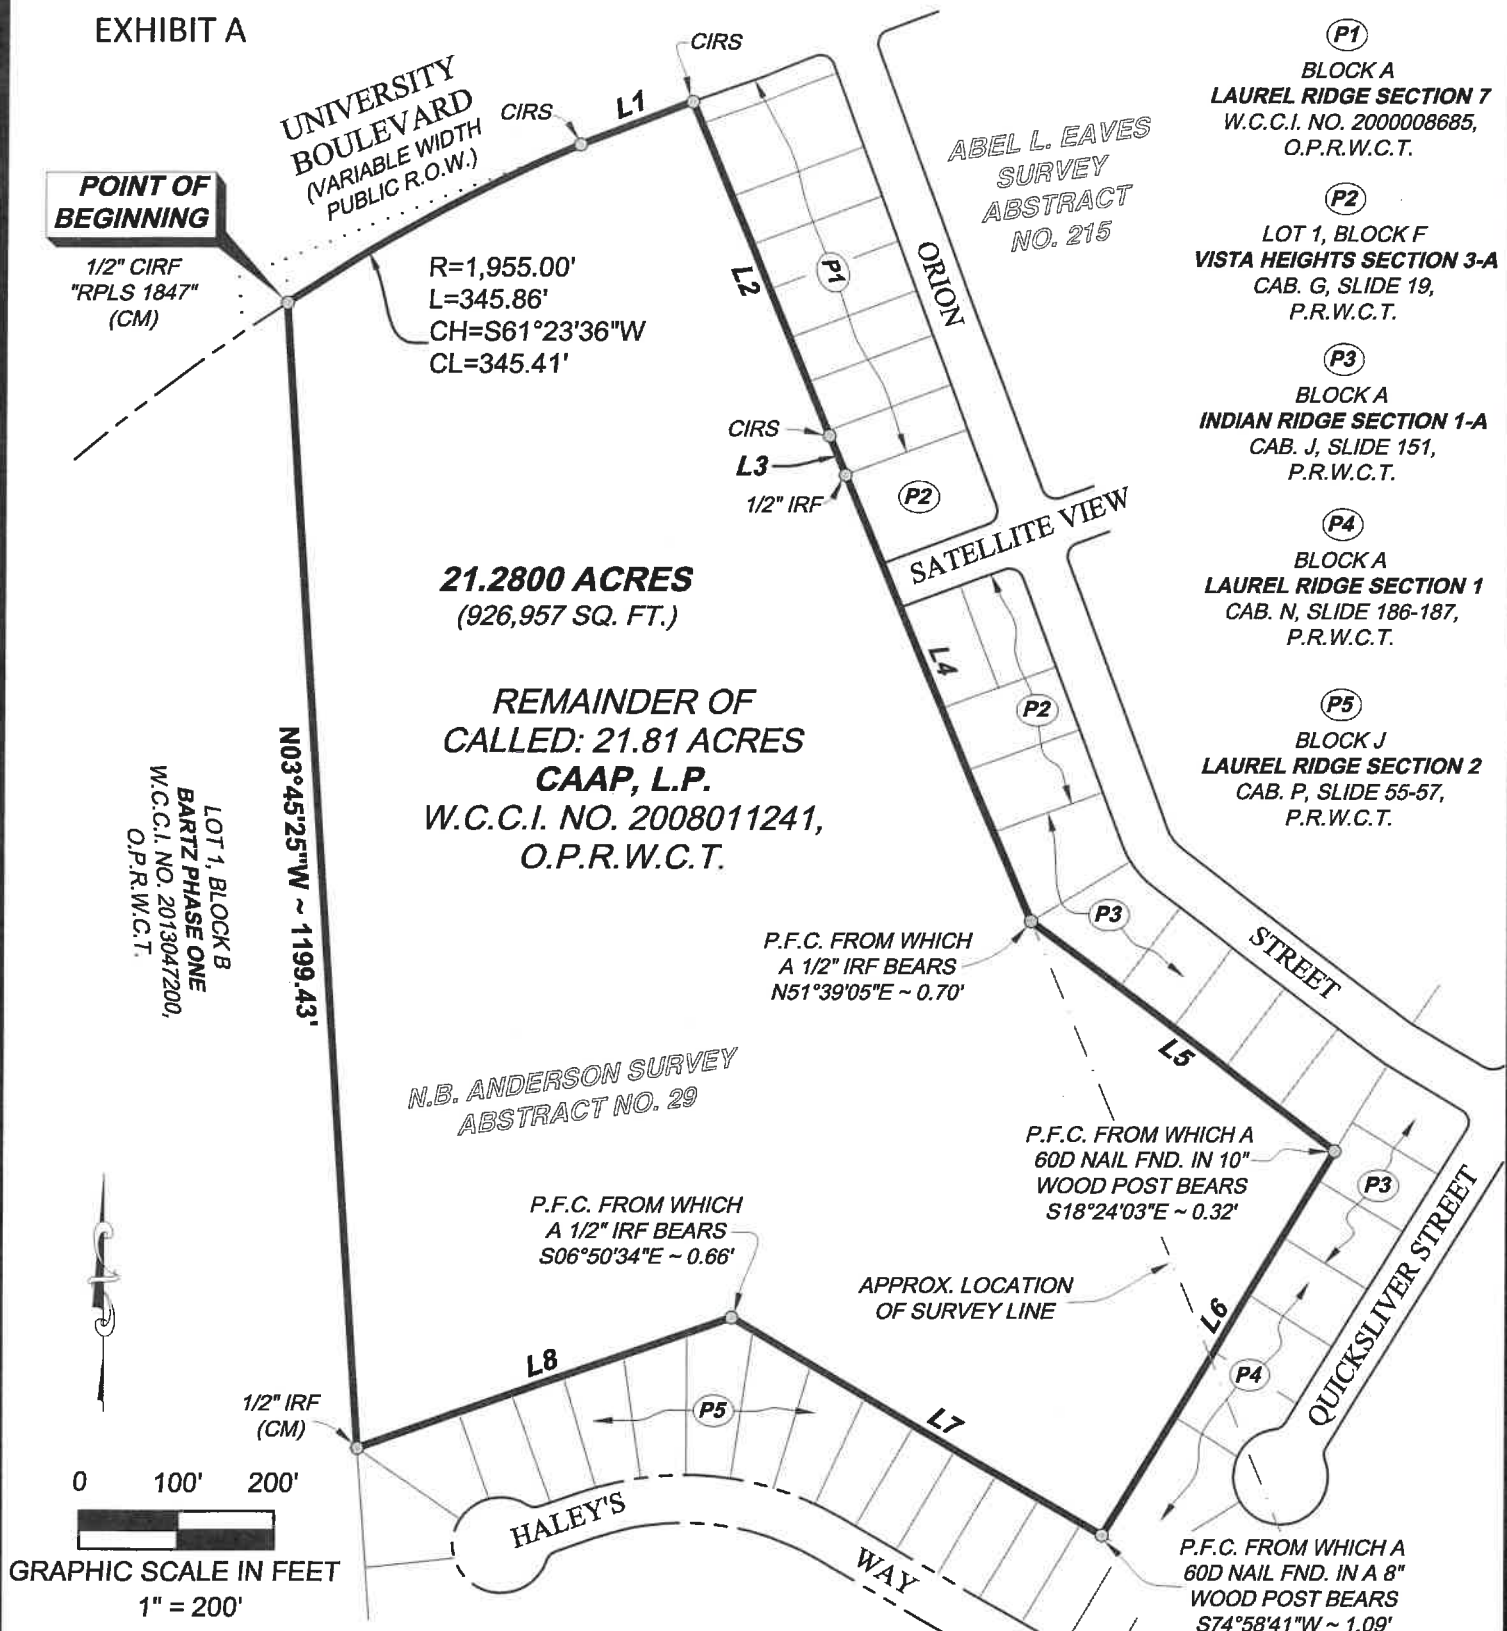 EXHIBIT A
UNIVERSITY
BOULEVARD
(VARIABLE WIDTH
PUBLIC R.O.W.)
CIRS
L1
CIRS
POINT OF
BEGINNING
1/2" CIRF
"RPLS 1847"
(CM)
R=1,955.00'
L=345.86'
CH=S61°23'36"W
CL=345.41'
L2
P1
ORION
ABEL L. EAVES
SURVEY
ABSTRACT
NO. 215
CIRS
L3
1/2" IRF
P2
SATELLITE VIEW
21.2800 ACRES
(926,957 SQ. FT.)
REMAINDER OF
CALLED: 21.81 ACRES
CAAP, L.P.
W.C.C.I. NO. 2008011241,
O.P.R.W.C.T.
L4
P2
N03°45'25"W ~ 1199.43'
LOT 1, BLOCK B
BARTZ PHASE ONE
W.C.C.I. NO. 2013047200,
O.P.R.W.C.T.
P.F.C. FROM WHICH
A 1/2" IRF BEARS
N51°39'05"E ~ 0.70'
P3
STREET
L5
N.B. ANDERSON SURVEY
ABSTRACT NO. 29
P.F.C. FROM WHICH A
60D NAIL FND. IN 10"
WOOD POST BEARS
S18°24'03"E ~ 0.32'
P3
QUICKSLIVER STREET
P.F.C. FROM WHICH
A 1/2" IRF BEARS
S06°50'34"E ~ 0.66'
APPROX. LOCATION
OF SURVEY LINE
L6
P4
L8
P5
L7
1/2" IRF
(CM)
HALEY'S
WAY
P.F.C. FROM WHICH A
60D NAIL FND. IN A 8"
WOOD POST BEARS
S74°58'41"W ~ 1.09'
0 100' 200'
GRAPHIC SCALE IN FEET
1" = 200'
P1
BLOCK A
LAUREL RIDGE SECTION 7
W.C.C.I. NO. 2000008685,
O.P.R.W.C.T.
P2
LOT 1, BLOCK F
VISTA HEIGHTS SECTION 3-A
CAB. G, SLIDE 19,
P.R.W.C.T.
P3
BLOCK A
INDIAN RIDGE SECTION 1-A
CAB. J, SLIDE 151,
P.R.W.C.T.
P4
BLOCK A
LAUREL RIDGE SECTION 1
CAB. N, SLIDE 186-187,
P.R.W.C.T.
P5
BLOCK J
LAUREL RIDGE SECTION 2
CAB. P, SLIDE 55-57,
P.R.W.C.T.